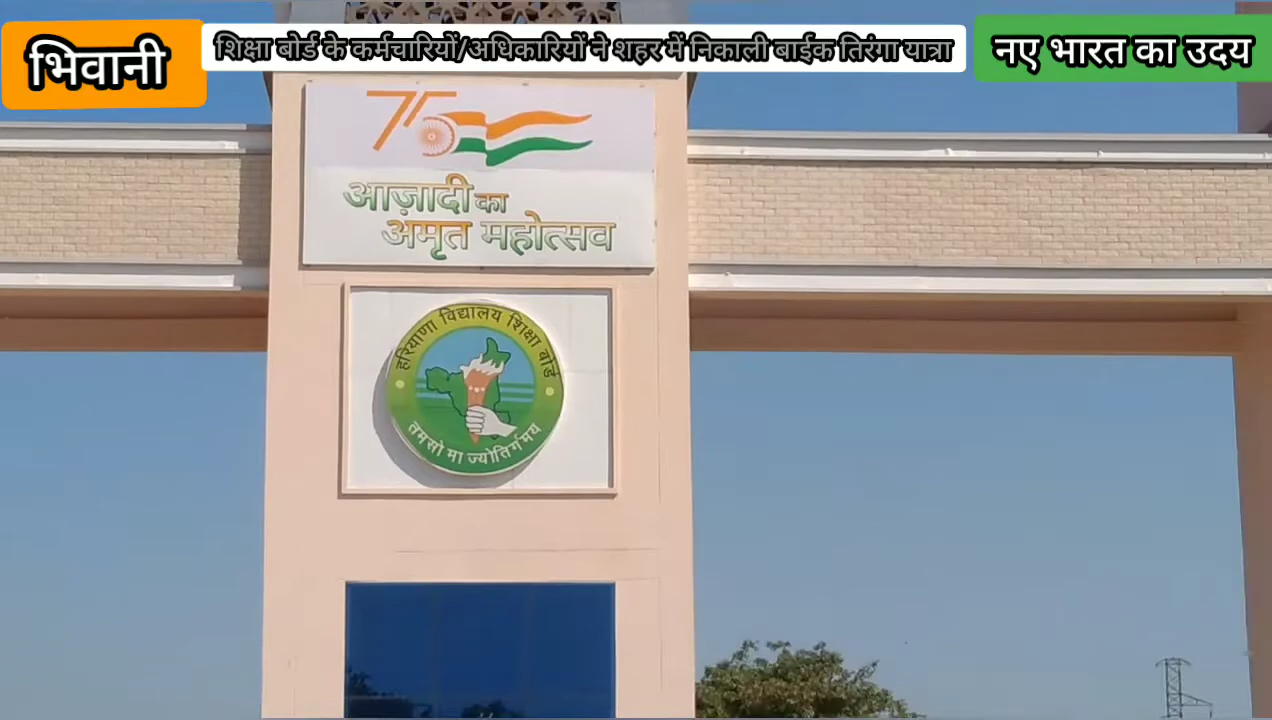 भिवानी
शिक्षा बोर्ड के कर्मचारियों/अधिकारियों ने शहर में निकाली बाईक तिरंगा यात्रा
नए भारत का उदय
75
आज़ादी का
अमृत महोत्सव
हरियाणा विद्यालय शिक्षा बोर्ड
तमसो मा ज्योतिर्गमय